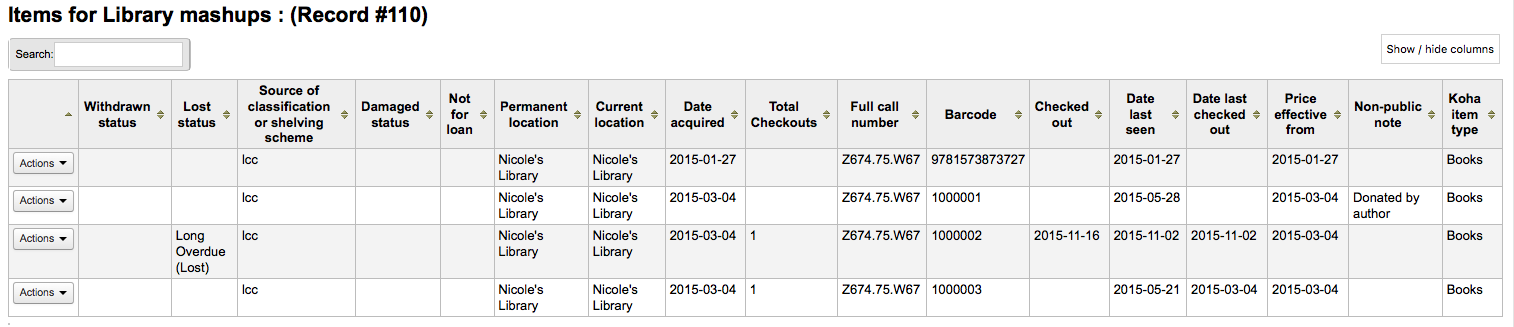 Items for Library mashups : (Record #110)
Search:
Show / hide columns
Withdrawn status Lost status Source of classification or shelving scheme Damaged status Not for loan Permanent location Current location Date acquired Total Checkouts Full call number Barcode Checked out Date last seen Date last checked out Price effective from Non-public note Koha item type
Actions lcc Nicole's Library Nicole's Library 2015-01-27 Z674.75.W67 9781573873727 2015-01-27 2015-01-27 Books
Actions lcc Nicole's Library Nicole's Library 2015-03-04 Z674.75.W67 1000001 2015-05-28 2015-03-04 Donated by author Books
Actions Long Overdue (Lost) lcc Nicole's Library Nicole's Library 2015-03-04 1 Z674.75.W67 1000002 2015-11-16 2015-11-02 2015-11-02 2015-03-04 Books
Actions lcc Nicole's Library Nicole's Library 2015-03-04 1 Z674.75.W67 1000003 2015-05-21 2015-03-04 2015-03-04 Books